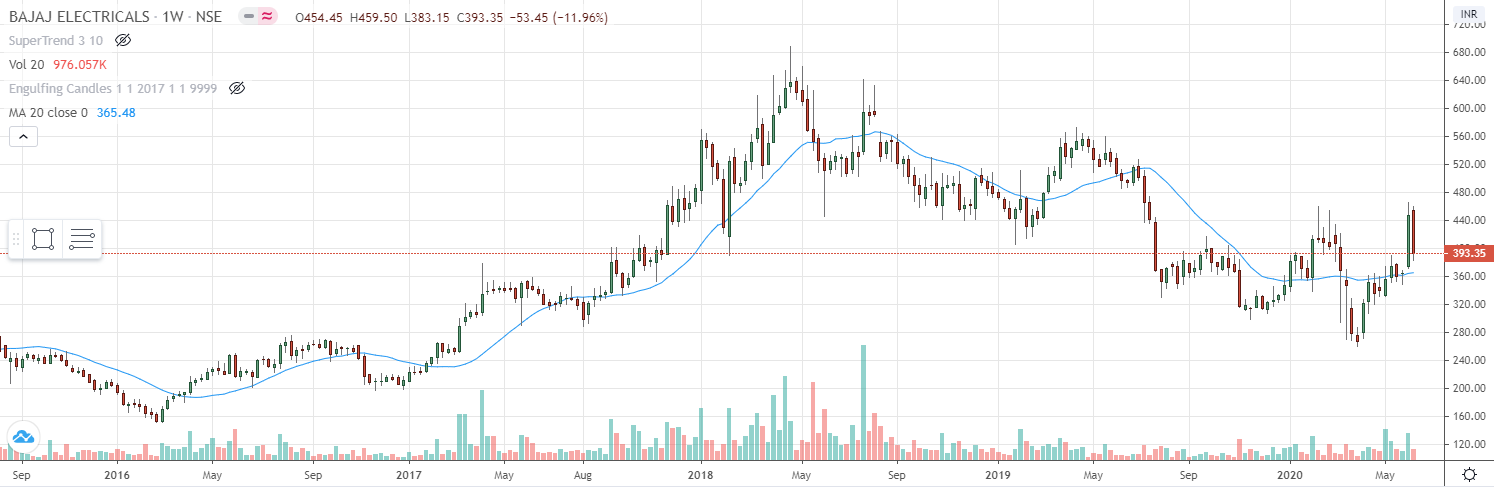 BAJAJ ELECTRICALS · 1W · NSE O454.45 H459.50 L383.15 C393.35 −53.45 (−11.96%)
INR
SuperTrend 3 10
Vol 20 976.057K
Engulfing Candles 1 1 2017 1 1 9999
MA 20 close 0 365.48
720.00
680.00
640.00
600.00
560.00
520.00
480.00
440.00
393.35
360.00
320.00
280.00
240.00
200.00
160.00
120.00
Sep 2016 May Sep 2017 May Aug 2018 May Sep 2019 May Sep 2020 May